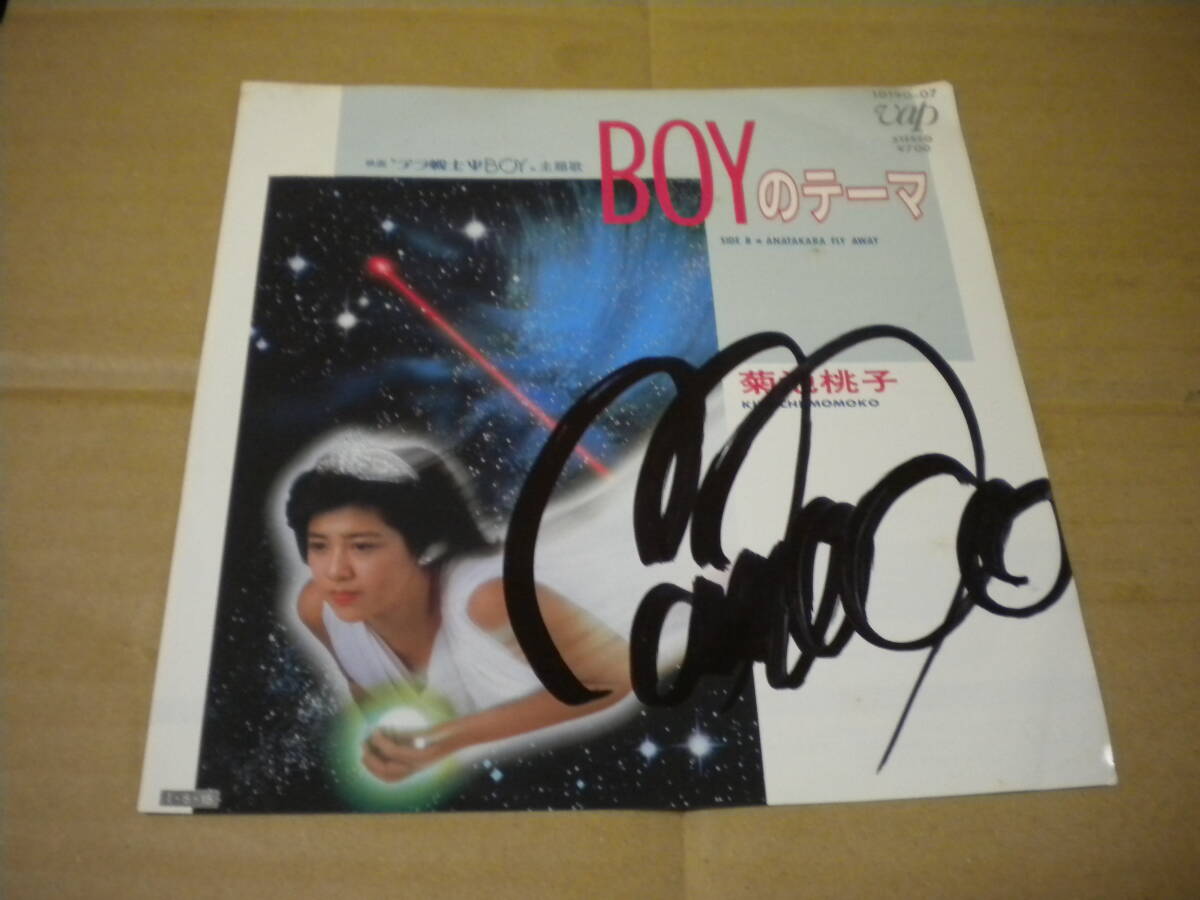 10190-07
vap
STEREO
¥700
映画“テラ戦士ΨBOY”主題歌
BOYのテーマ
SIDE B ANATAKARA FLY AWAY
菊池桃子
KIKUCHI MOMOKO